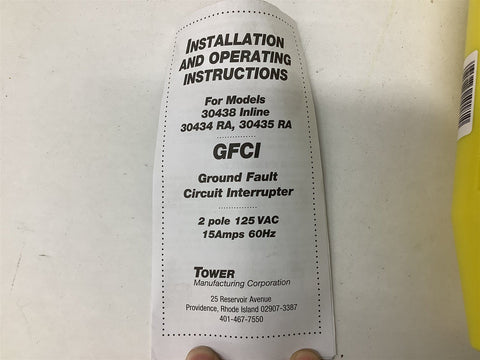 INSTALLATION
AND OPERATING
INSTRUCTIONS
For Models
30438 Inline
30434 RA, 30435 RA
GFCI
Ground Fault
Circuit Interrupter
2 pole 125 VAC
15Amps 60Hz
TOWER
Manufacturing Corporation
25 Reservoir Avenue
Providence, Rhode Island 02907-3387
401-467-7550